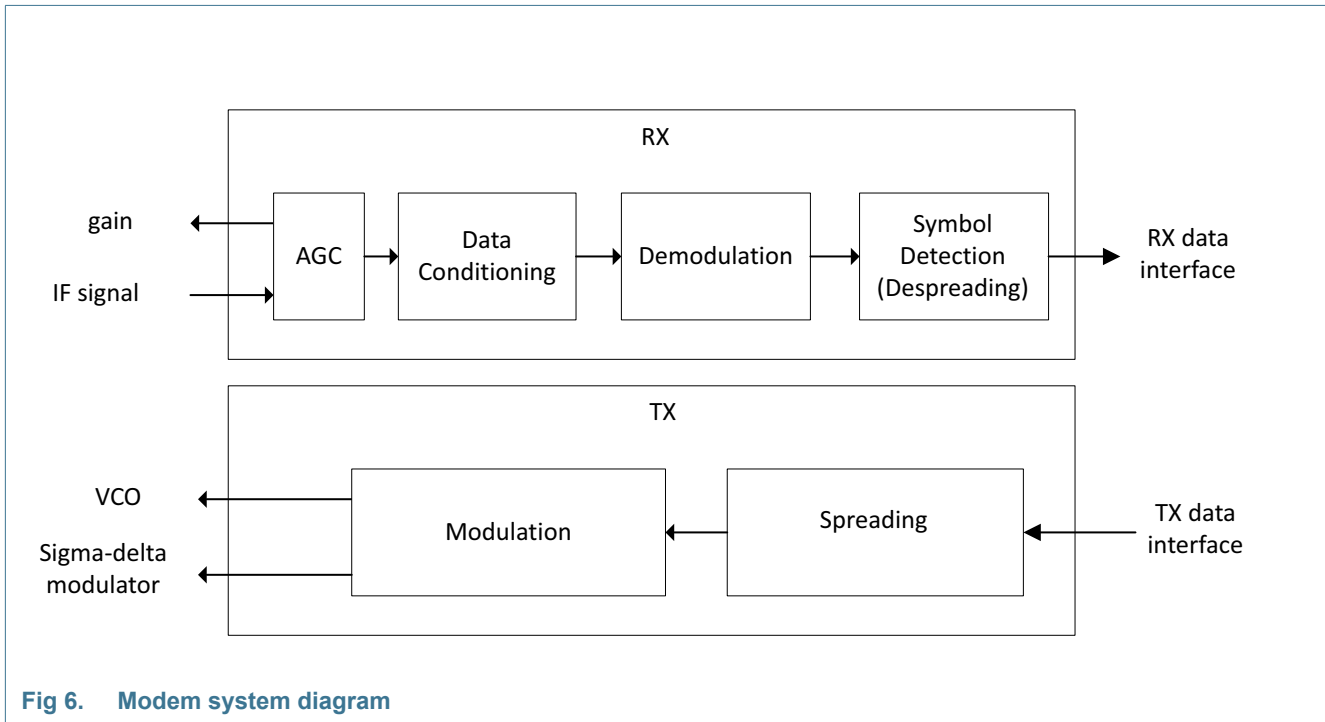 RX
gain
IF signal
AGC
Data
Conditioning
Demodulation
Symbol
Detection
(Despreading)
RX data
interface
TX
VCO
Sigma-delta
modulator
Modulation
Spreading
TX data
interface
Fig 6. Modem system diagram